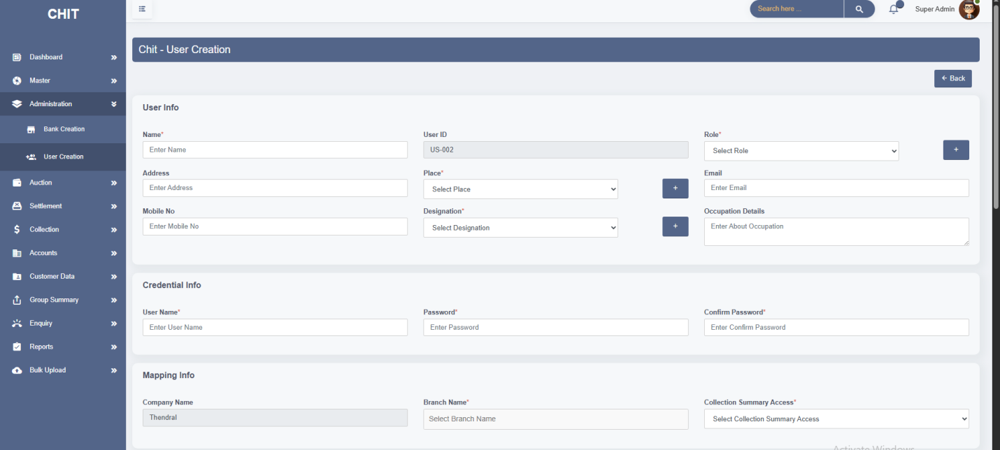 CHIT
Search here ...
Super Admin
Dashboard
Master
Administration
Bank Creation
User Creation
Auction
Settlement
Collection
Accounts
Customer Data
Group Summary
Enquiry
Reports
Bulk Upload
Chit - User Creation
← Back
User Info
Name* User ID Role*
Enter Name US-002 Select Role +
Address Place* Email
Enter Address Select Place + Enter Email
Mobile No Designation* Occupation Details
Enter Mobile No Select Designation + Enter About Occupation
Credential Info
User Name* Password* Confirm Password*
Enter User Name Enter Password Enter Confirm Password
Mapping Info
Company Name Branch Name* Collection Summary Access*
Thendral Select Branch Name Select Collection Summary Access
Activate Windows